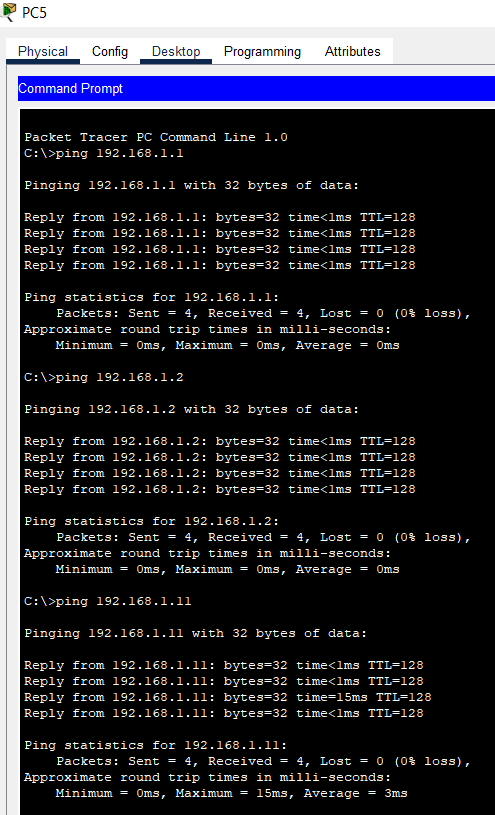 PC5
Physical Config Desktop Programming Attributes
Command Prompt
Packet Tracer PC Command Line 1.0
C:\>ping 192.168.1.1
Pinging 192.168.1.1 with 32 bytes of data:
Reply from 192.168.1.1: bytes=32 time<1ms TTL=128
Reply from 192.168.1.1: bytes=32 time<1ms TTL=128
Reply from 192.168.1.1: bytes=32 time<1ms TTL=128
Reply from 192.168.1.1: bytes=32 time<1ms TTL=128
Ping statistics for 192.168.1.1:
Packets: Sent = 4, Received = 4, Lost = 0 (0% loss),
Approximate round trip times in milli-seconds:
Minimum = 0ms, Maximum = 0ms, Average = 0ms
C:\>ping 192.168.1.2
Pinging 192.168.1.2 with 32 bytes of data:
Reply from 192.168.1.2: bytes=32 time<1ms TTL=128
Reply from 192.168.1.2: bytes=32 time<1ms TTL=128
Reply from 192.168.1.2: bytes=32 time<1ms TTL=128
Reply from 192.168.1.2: bytes=32 time<1ms TTL=128
Ping statistics for 192.168.1.2:
Packets: Sent = 4, Received = 4, Lost = 0 (0% loss),
Approximate round trip times in milli-seconds:
Minimum = 0ms, Maximum = 0ms, Average = 0ms
C:\>ping 192.168.1.11
Pinging 192.168.1.11 with 32 bytes of data:
Reply from 192.168.1.11: bytes=32 time<1ms TTL=128
Reply from 192.168.1.11: bytes=32 time<1ms TTL=128
Reply from 192.168.1.11: bytes=32 time=15ms TTL=128
Reply from 192.168.1.11: bytes=32 time<1ms TTL=128
Ping statistics for 192.168.1.11:
Packets: Sent = 4, Received = 4, Lost = 0 (0% loss),
Approximate round trip times in milli-seconds:
Minimum = 0ms, Maximum = 15ms, Average = 3ms